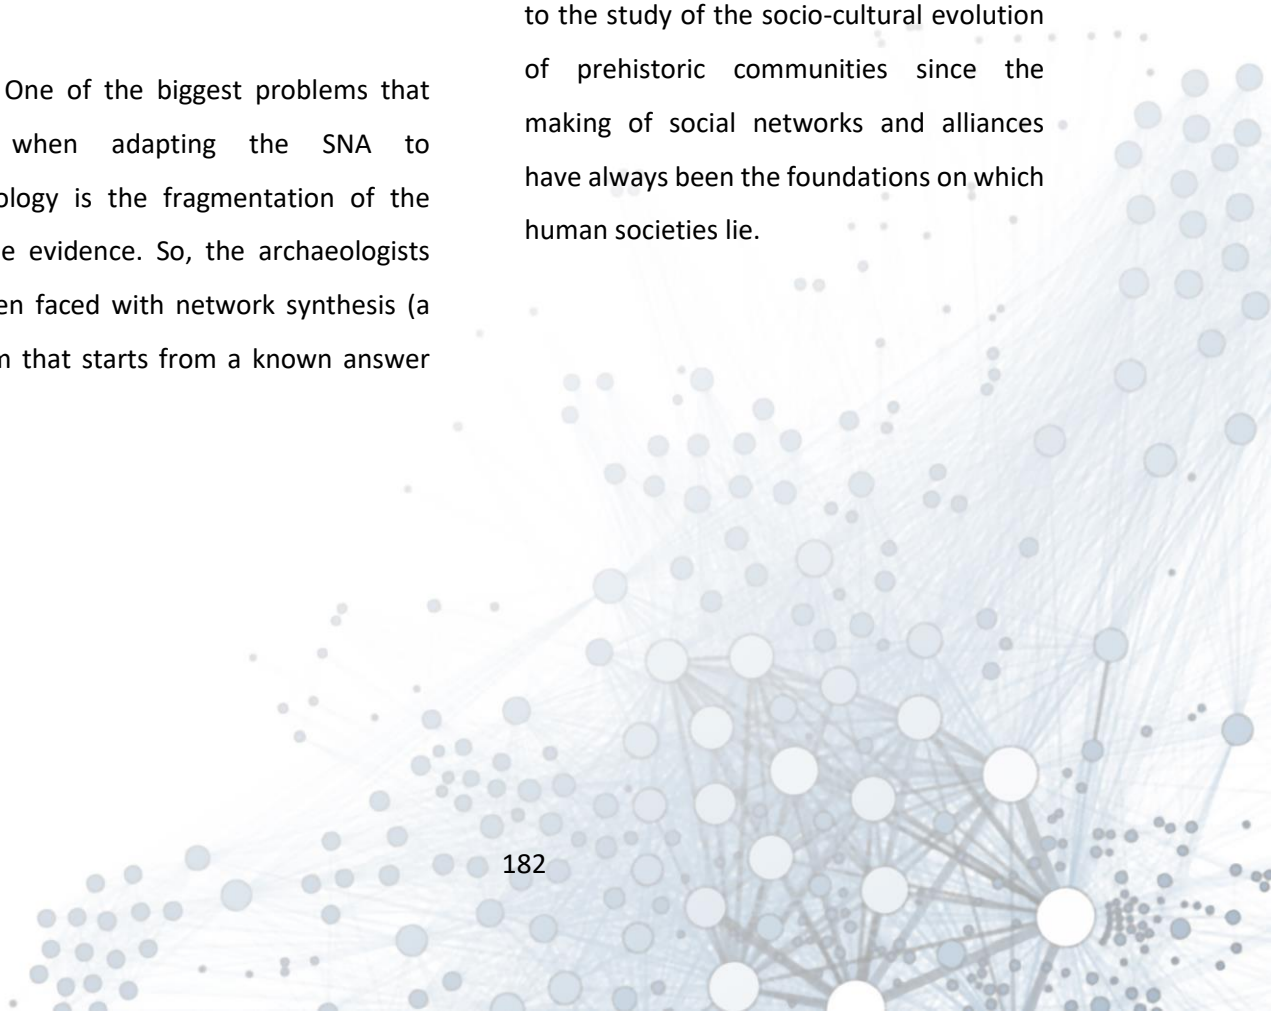 One of the biggest problems that
when adapting the SNA to
ology is the fragmentation of the
e evidence. So, the archaeologists
en faced with network synthesis (a
m that starts from a known answer
to the study of the socio-cultural evolution
of prehistoric communities since the
making of social networks and alliances
have always been the foundations on which
human societies lie.
182